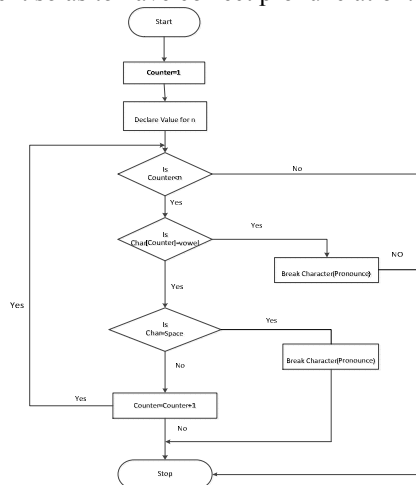 Start
Counter=1
Declare Value for n
Is
Counter<n
No
Yes
Is
Char[Counter]=vowel
Yes
Break Character(Pronounce)
NO
Yes
Yes
Is
Char=Space
Yes
Break Character(Pronounce)
No
Yes
Counter=Counter+1
No
Stop